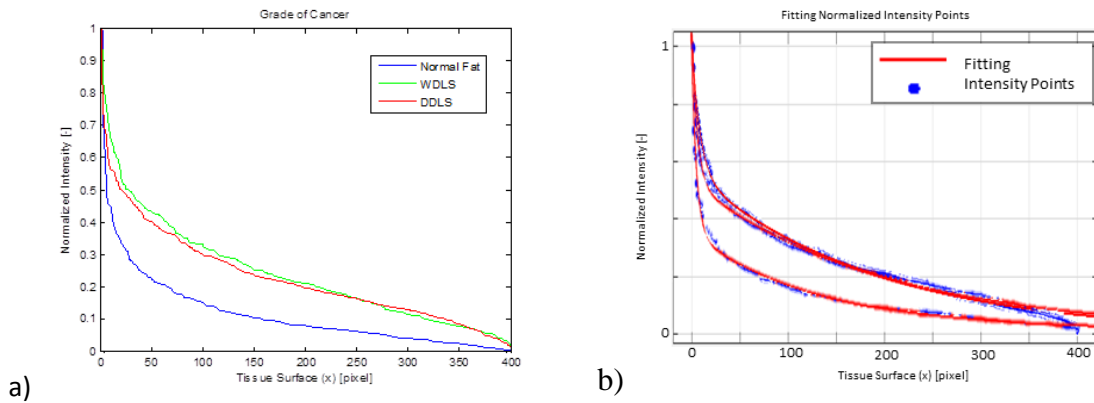 Grade of Cancer
1
0.9
0.8
0.7
0.6
0.5
0.4
0.3
0.2
0.1
0
Normalized Intensity [-]
Normal Fat
WDLS
DDLS
0 50 100 150 200 250 300 350 400
Tissue Surface (x) [pixel]
a)
Fitting Normalized Intensity Points
1
0
Normalized Intensity [-]
Fitting
Intensity Points
0 100 200 300 400
Tissue Surface (x) [pixel]
b)